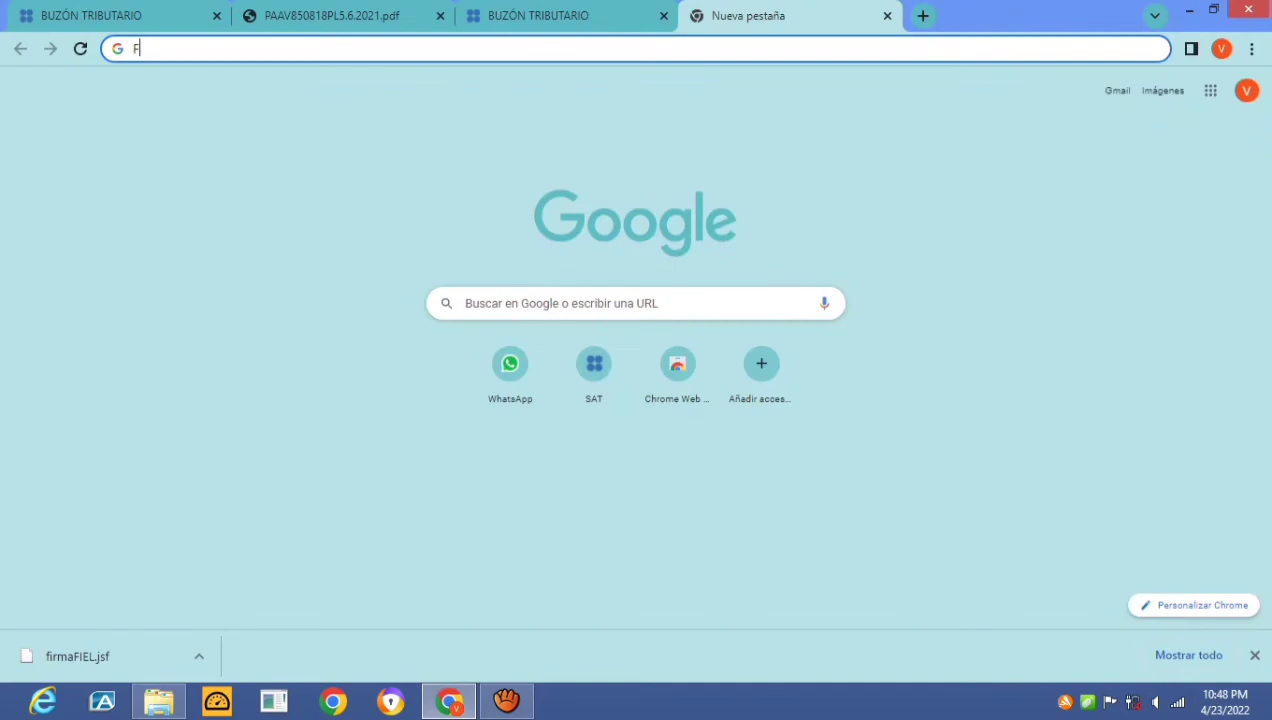 BUZÓN TRIBUTARIO
PAAV850818PL5.6.2021.pdf
BUZÓN TRIBUTARIO
Nueva pestaña
F
V
Gmail
Imágenes
V
Google
Buscar en Google o escribir una URL
WhatsApp
SAT
Chrome Web ...
Añadir acces...
Personalizar Chrome
firmaFIEL.jsf
Mostrar todo
10:48 PM
4/23/2022